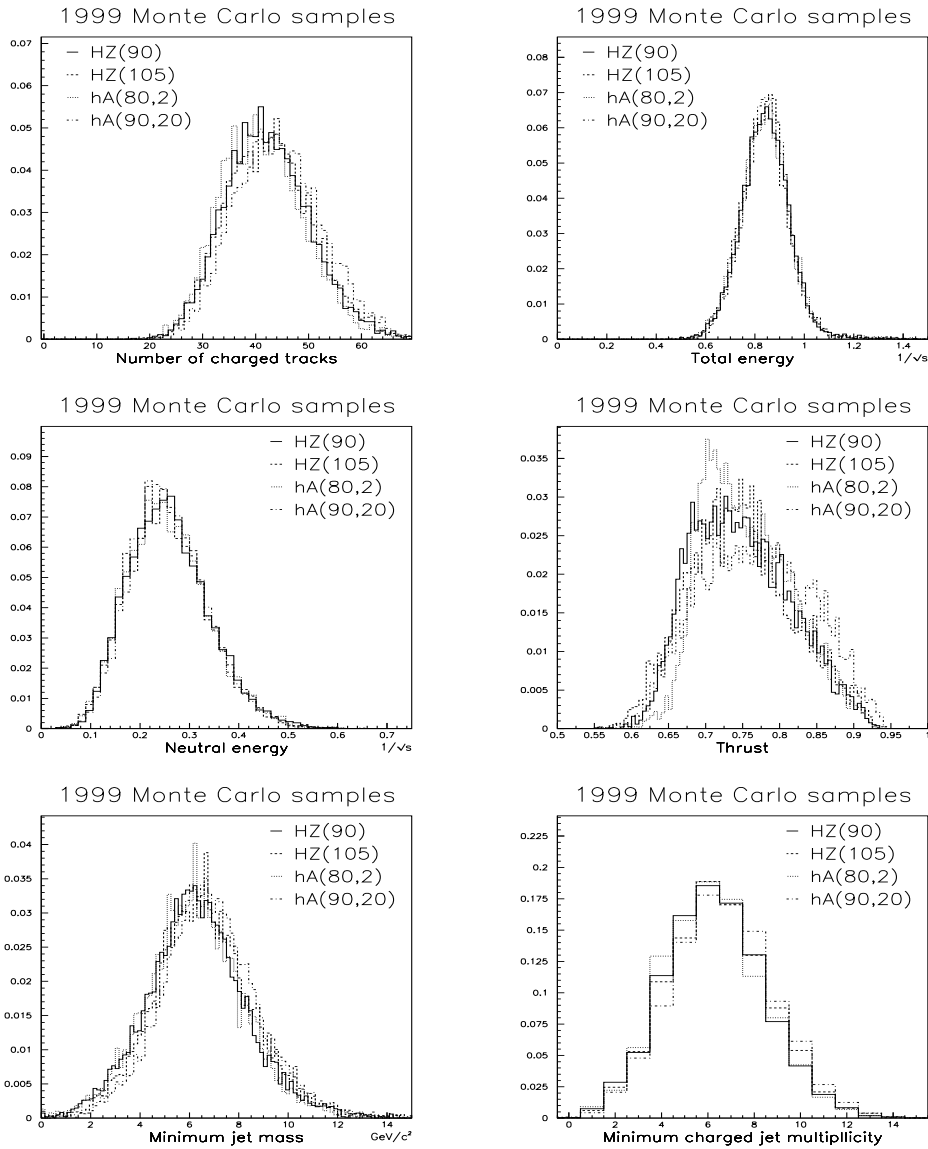 1999 Monte Carlo samples
HZ(90)
HZ(105)
hA(80,2)
hA(90,20)
0.07
0.06
0.05
0.04
0.03
0.02
0.01
0
0 10 20 30 40 50 60
Number of charged tracks
1999 Monte Carlo samples
HZ(90)
HZ(105)
hA(80,2)
hA(90,20)
0.08
0.07
0.06
0.05
0.04
0.03
0.02
0.01
0
0 0.2 0.4 0.6 0.8 1 1.2 1.4
Total energy
1/√s
1999 Monte Carlo samples
HZ(90)
HZ(105)
hA(80,2)
hA(90,20)
0.09
0.08
0.07
0.06
0.05
0.04
0.03
0.02
0.01
0
0 0.1 0.2 0.3 0.4 0.5 0.6 0.7
Neutral energy
1/√s
1999 Monte Carlo samples
HZ(90)
HZ(105)
hA(80,2)
hA(90,20)
0.035
0.03
0.025
0.02
0.015
0.01
0.005
0
0.5 0.55 0.6 0.65 0.7 0.75 0.8 0.85 0.9 0.95 1
Thrust
1999 Monte Carlo samples
HZ(90)
HZ(105)
hA(80,2)
hA(90,20)
0.04
0.035
0.03
0.025
0.02
0.015
0.01
0.005
0
0 2 4 6 8 10 12 14
Minimum jet mass
GeV/c²
1999 Monte Carlo samples
HZ(90)
HZ(105)
hA(80,2)
hA(90,20)
0.225
0.2
0.175
0.15
0.125
0.1
0.075
0.05
0.025
0
0 2 4 6 8 10 12 14
Minimum charged jet multiplicity